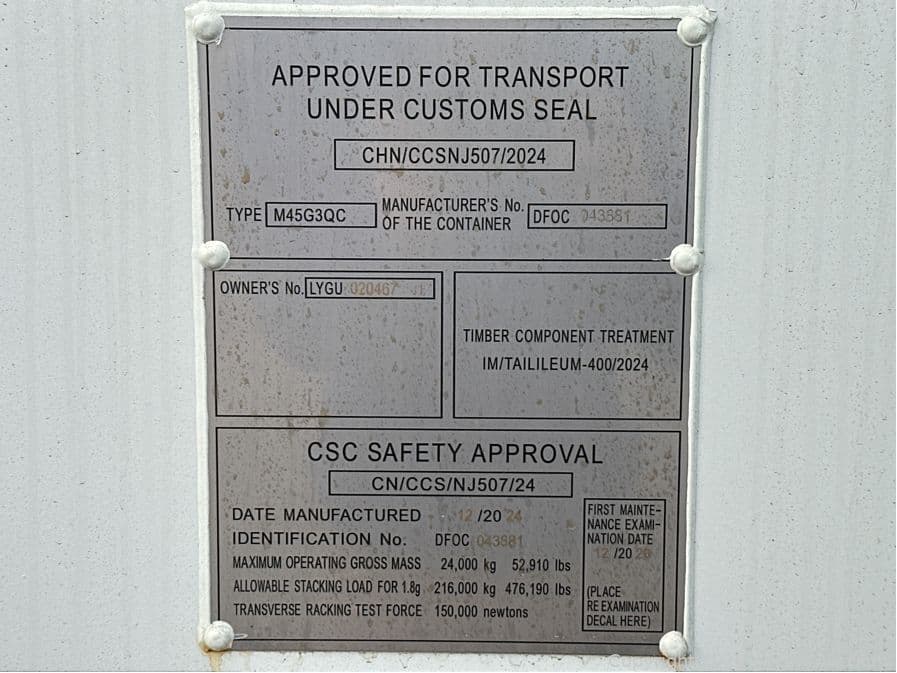 APPROVED FOR TRANSPORT
UNDER CUSTOMS SEAL
CHN/CCSNJ507/2024
TYPE M45G3QC MANUFACTURER'S No. OF THE CONTAINER DFOC 043881
OWNER'S No. LYGU 020467
TIMBER COMPONENT TREATMENT
IM/TAILILEUM-400/2024
CSC SAFETY APPROVAL
CN/CCS/NJ507/24
DATE MANUFACTURED 12 /20 24
IDENTIFICATION No. DFOC 043881
MAXIMUM OPERATING GROSS MASS 24,000 kg 52,910 lbs
ALLOWABLE STACKING LOAD FOR 1.8g 216,000 kg 476,190 lbs
TRANSVERSE RACKING TEST FORCE 150,000 newtons
FIRST MAINTE-
NANCE EXAMI-
NATION DATE
12 /20
(PLACE
RE EXAMINATION
DECAL HERE)